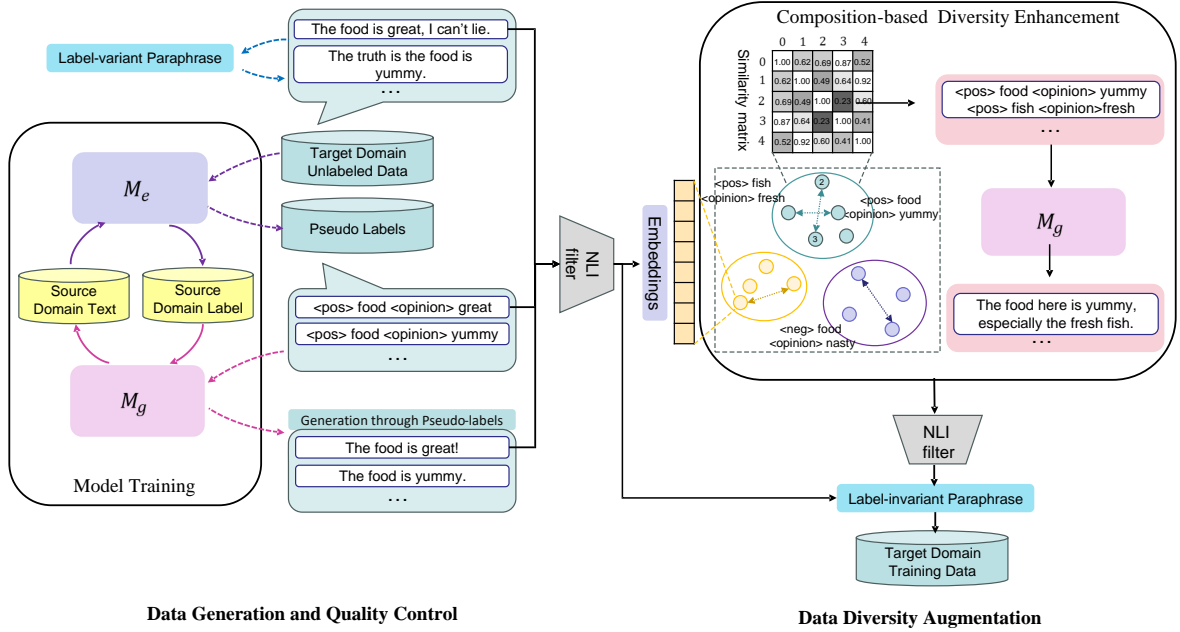 The food is great, I can't lie.
The truth is the food is
yummy.
...
Label-variant Paraphrase
Target Domain
Unlabeled Data
Pseudo Labels
M_e
Source
Domain Text
Source
Domain Label
M_g
Model Training
<pos> food <opinion> great
<pos> food <opinion> yummy
...
Generation through Pseudo-labels
The food is great!
The food is yummy.
...
NLI
filter
Data Generation and Quality Control
Composition-based Diversity Enhancement
Similarity matrix
0 1 2 3 4
0 1.00 0.62 0.69 0.87 0.52
1 0.62 1.00 0.49 0.64 0.92
2 0.69 0.49 1.00 0.23 0.60
3 0.87 0.64 0.23 1.00 0.41
4 0.52 0.92 0.60 0.41 1.00
Embeddings
<pos> fish
<opinion> fresh
2
3
<pos> food
<opinion> yummy
<neg> food
<opinion> nasty
<pos> food <opinion> yummy
<pos> fish <opinion>fresh
...
M_g
The food here is yummy,
especially the fresh fish.
...
NLI
filter
Label-invariant Paraphrase
Target Domain
Training Data
Data Diversity Augmentation